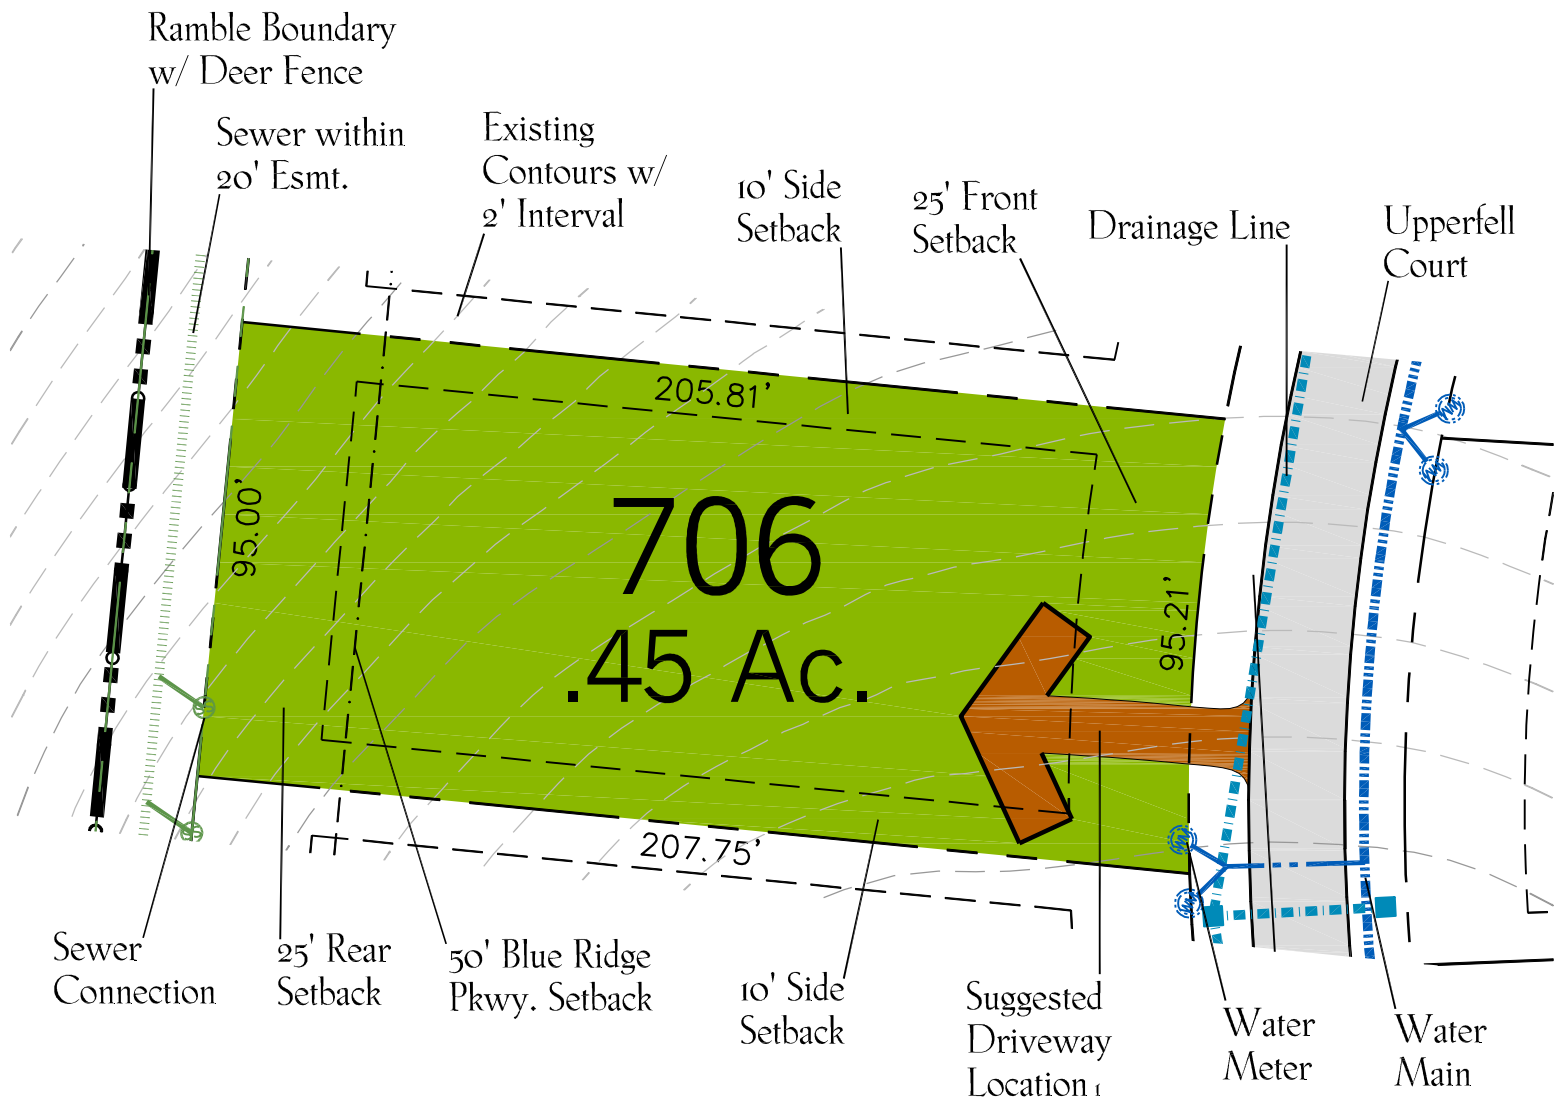 Ramble Boundary
w/ Deer Fence
Sewer within
20' Esmt.
Existing
Contours w/
2' Interval
10' Side
Setback
25' Front
Setback
Drainage Line
Upperfell
Court
205.81'
95.00'
706
.45 Ac.
95.21'
207.75'
Sewer
Connection
25' Rear
Setback
50' Blue Ridge
Pkwy. Setback
10' Side
Setback
Suggested
Driveway
Location 1
Water
Meter
Water
Main